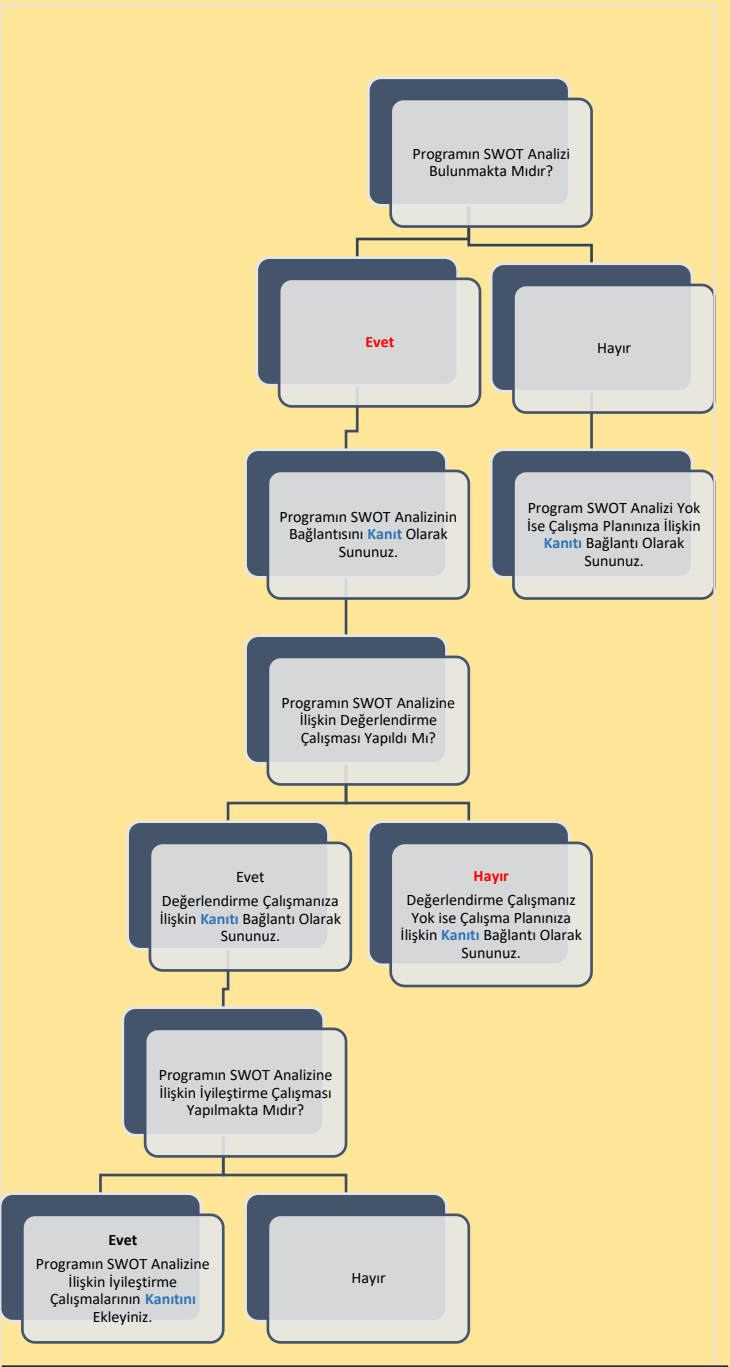 Programın SWOT Analizi
Bulunmakta Mıdır?
Evet
Hayır
Programın SWOT Analizinin
Bağlantısını Kanıt Olarak
Sununuz.
Program SWOT Analizi Yok
İse Çalışma Planınıza İlişkin
Kanıtı Bağlantı Olarak
Sununuz.
Programın SWOT Analizine
İlişkin Değerlendirme
Çalışması Yapıldı Mı?
Evet
Değerlendirme Çalışmanıza
İlişkin Kanıtı Bağlantı Olarak
Sununuz.
Hayır
Değerlendirme Çalışmanız
Yok ise Çalışma Planınıza
İlişkin Kanıtı Bağlantı Olarak
Sununuz.
Programın SWOT Analizine
İlişkin İyileştirme Çalışması
Yapılmakta Mıdır?
Evet
Programın SWOT Analizine
İlişkin İyileştirme
Çalışmalarının Kanıtını
Ekleyiniz.
Hayır